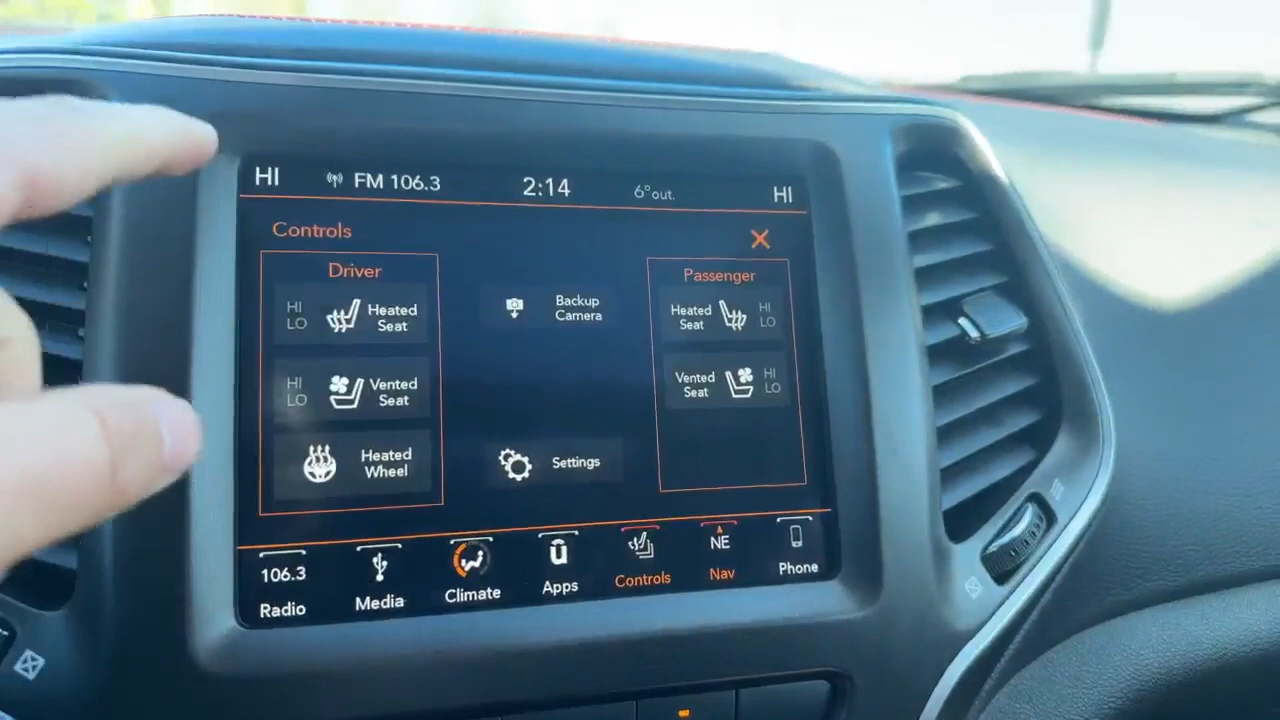 HI FM 106.3 2:14 6°out. HI
Controls
Driver
HI
LO
Heated
Seat
HI
LO
Vented
Seat
Heated
Wheel
Backup
Camera
Settings
Passenger
Heated
Seat
HI
LO
Vented
Seat
HI
LO
106.3
Radio
Media
Climate
Apps
Controls
NE
Nav
Phone